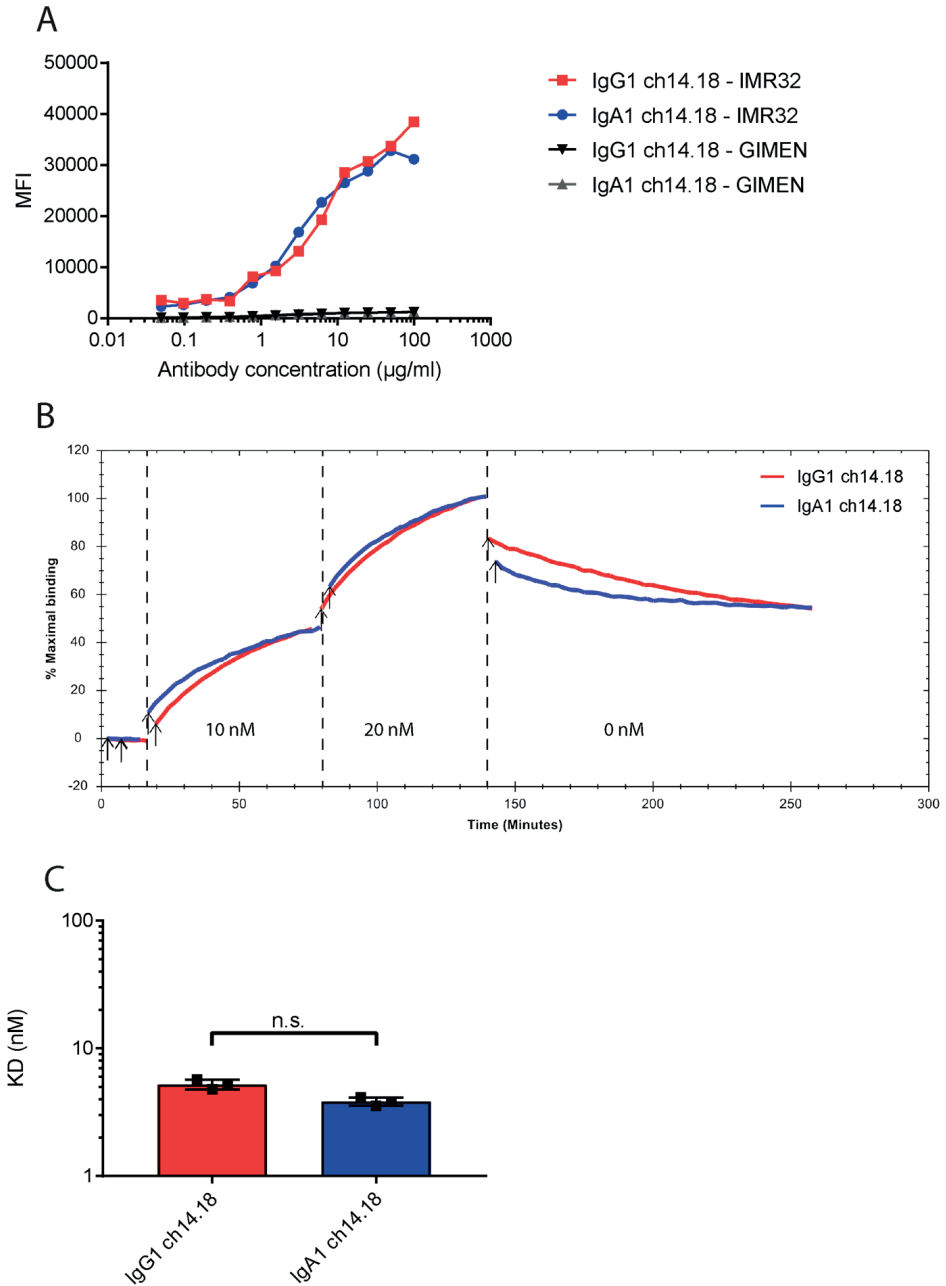 A
50000
40000
30000
20000
10000
0
MFI
0.01
0.1
1
10
100
1000
Antibody concentration (µg/ml)
IgG1 ch14.18 - IMR32
IgA1 ch14.18 - IMR32
IgG1 ch14.18 - GIMEN
IgA1 ch14.18 - GIMEN
B
120
100
80
60
40
20
0
-20
% Maximal binding
IgG1 ch14.18
IgA1 ch14.18
10 nM
20 nM
0 nM
0
50
100
150
200
250
300
Time (Minutes)
C
100
10
1
KD (nM)
n.s.
IgG1 ch14.18
IgA1 ch14.18